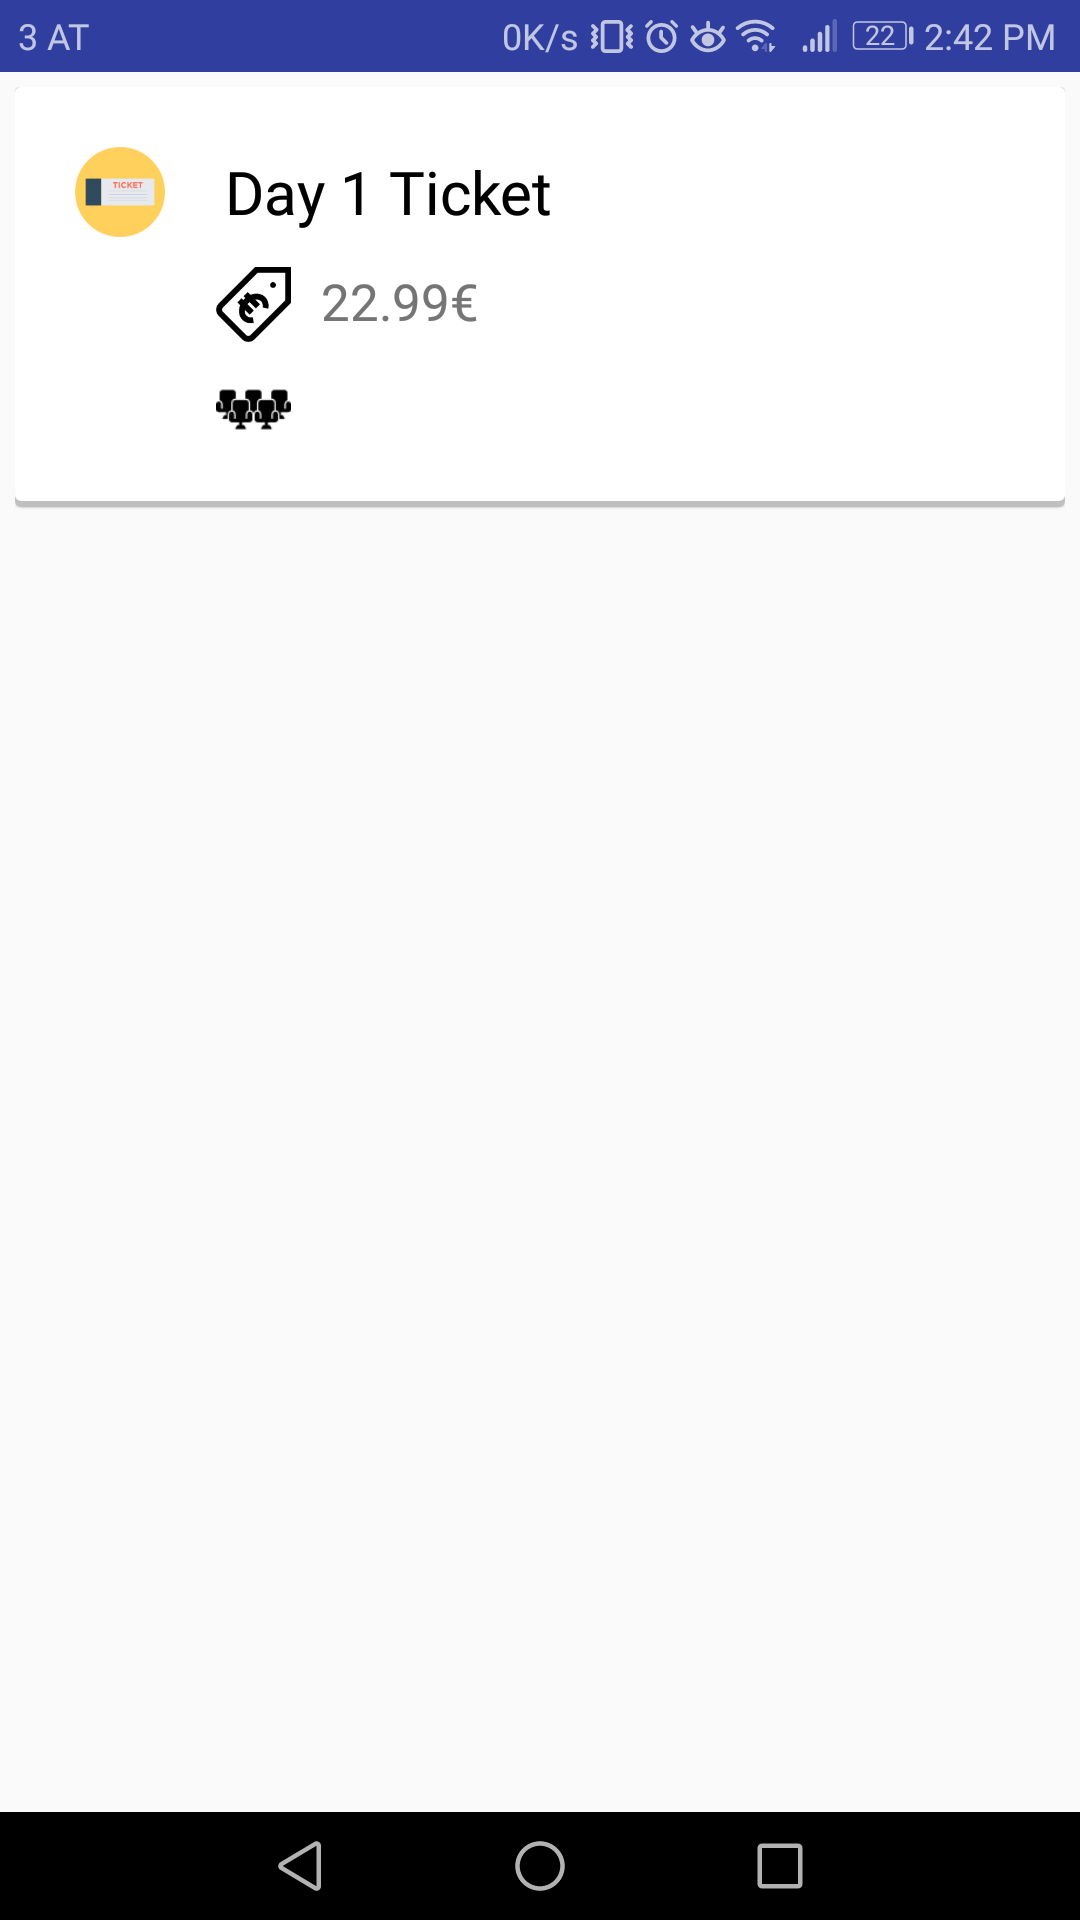 3 AT 0K/s 22 2:42 PM
TICKET
Day 1 Ticket
22.99€